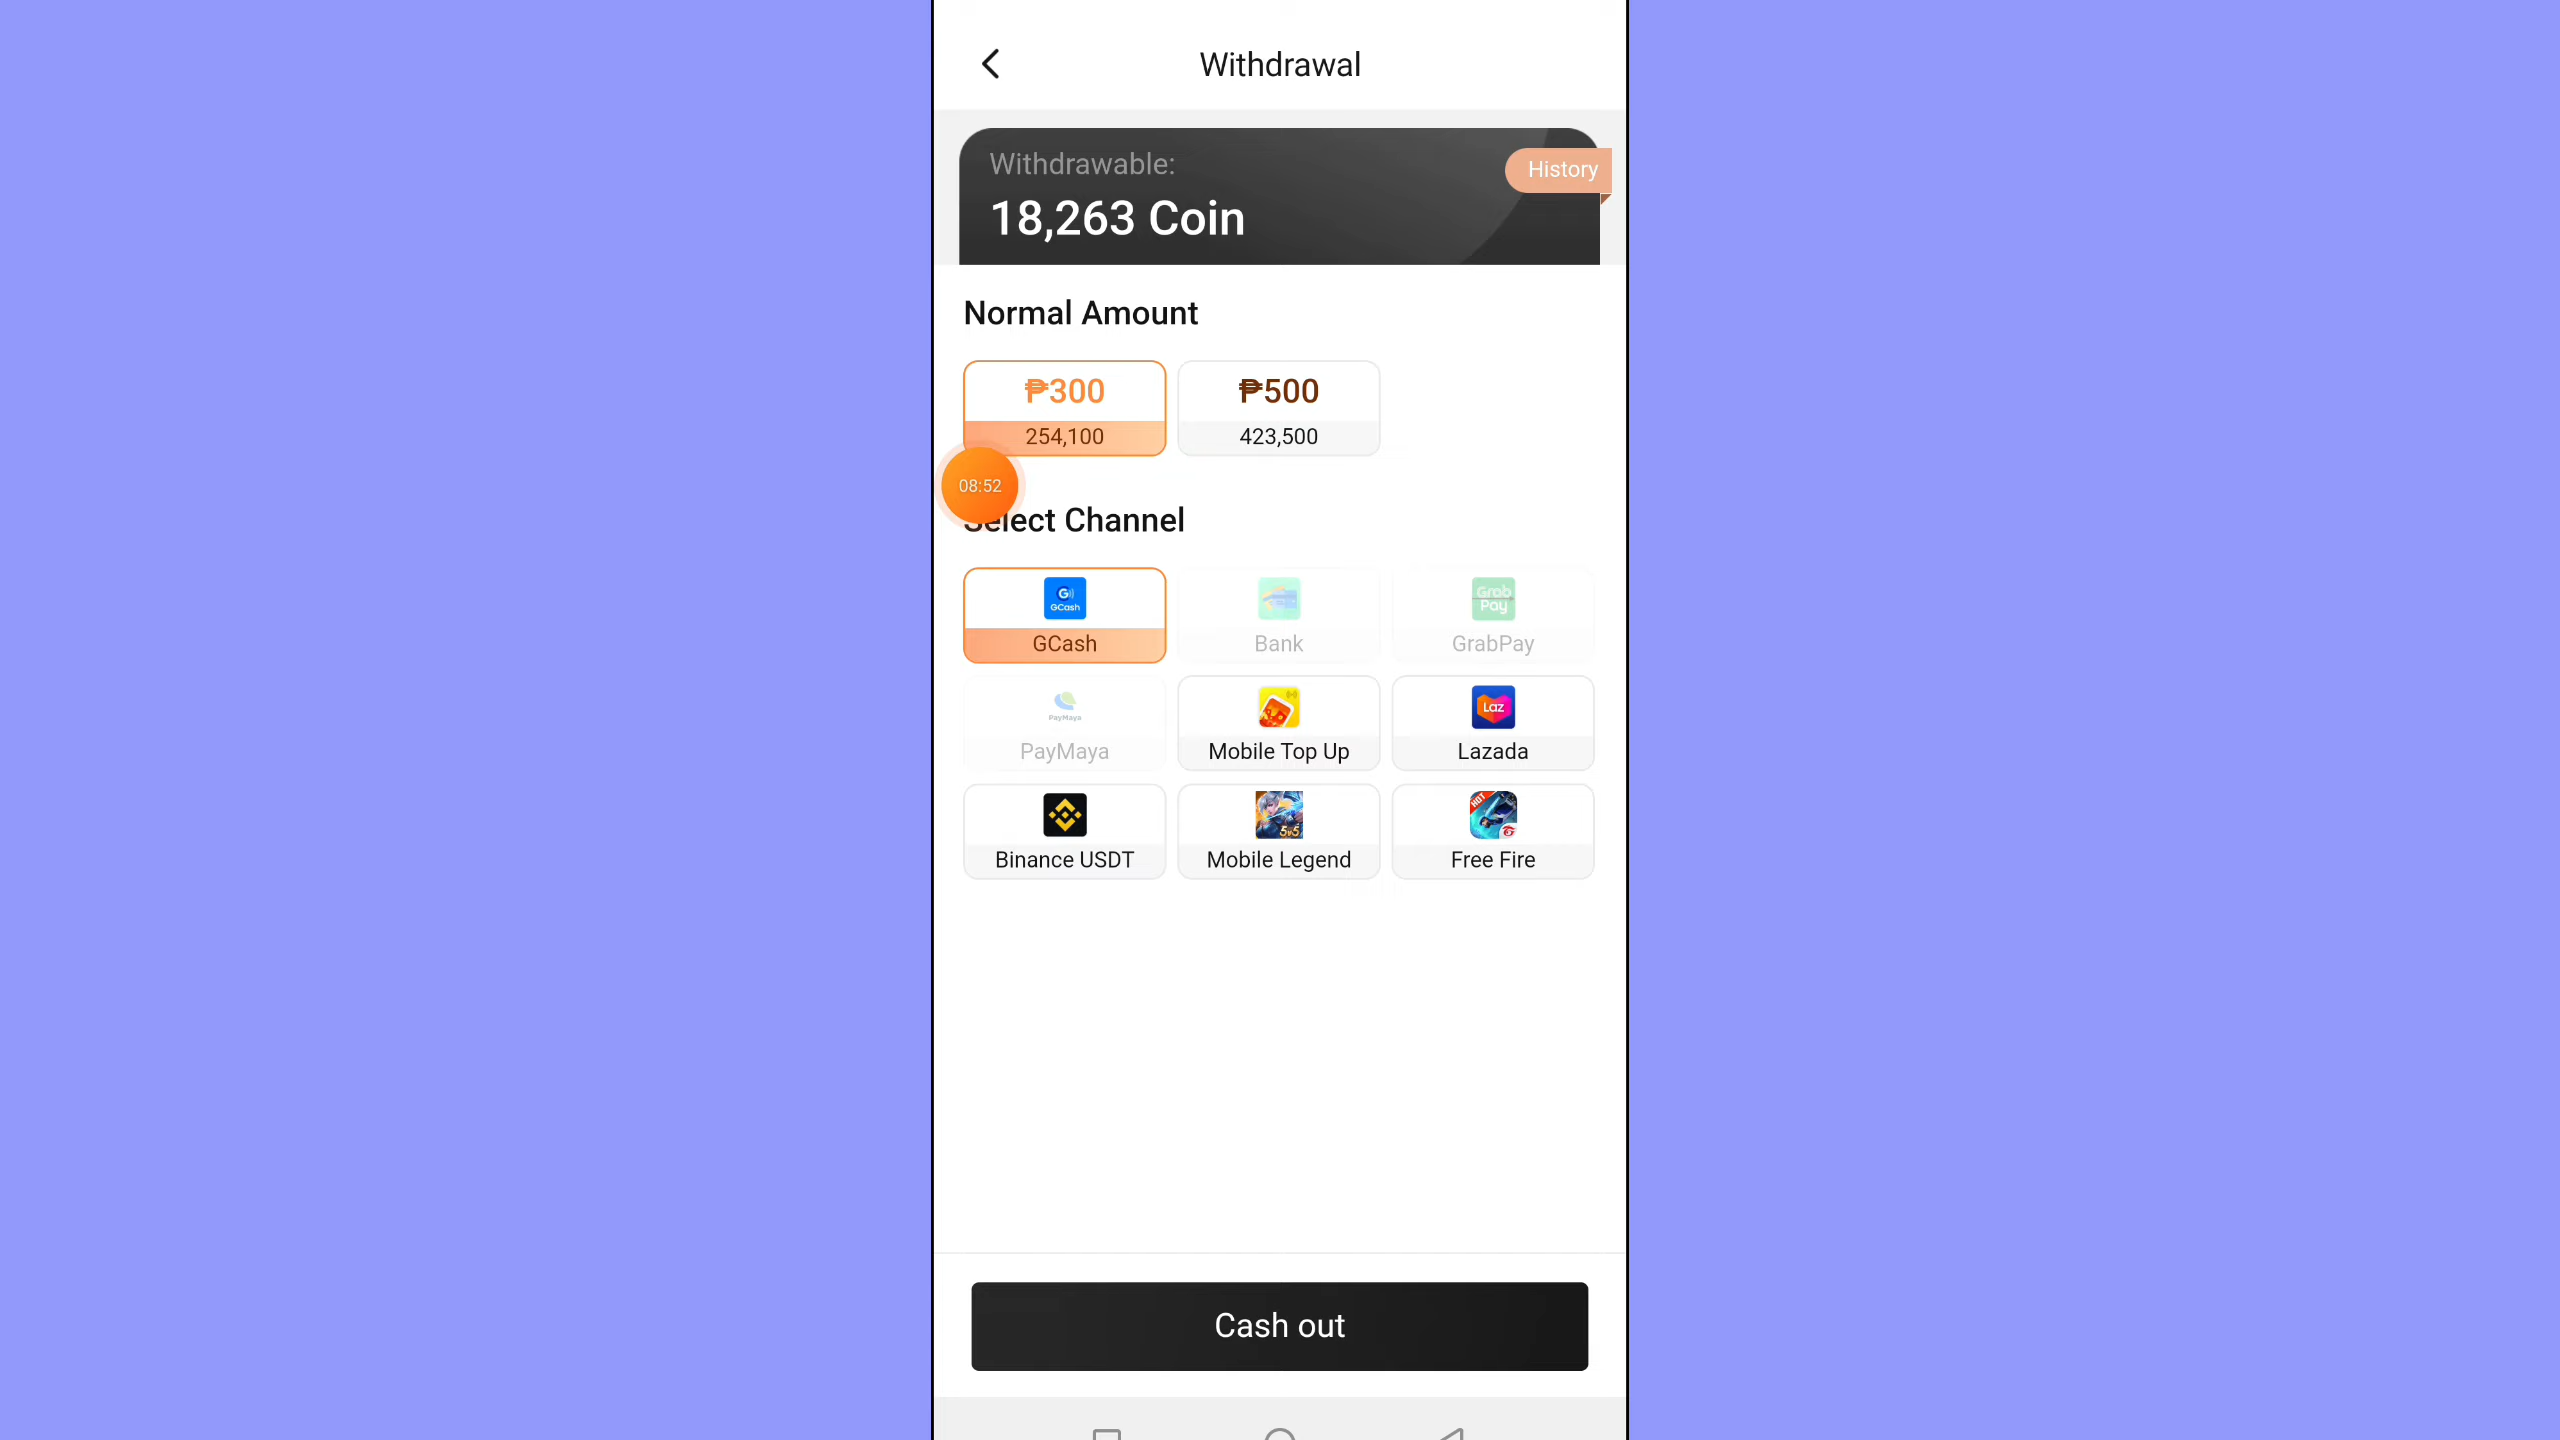 Withdrawal
Withdrawable:
History
18,263 Coin
Normal Amount
₱300
₱500
254,100
423,500
08:52
Select Channel
G
GCash
Grab
Pay
GCash
Bank
GrabPay
PayMaya
Laz
PayMaya
Mobile Top Up
Lazada
HOT
5v5
Binance USDT
Mobile Legend
Free Fire
Cash out